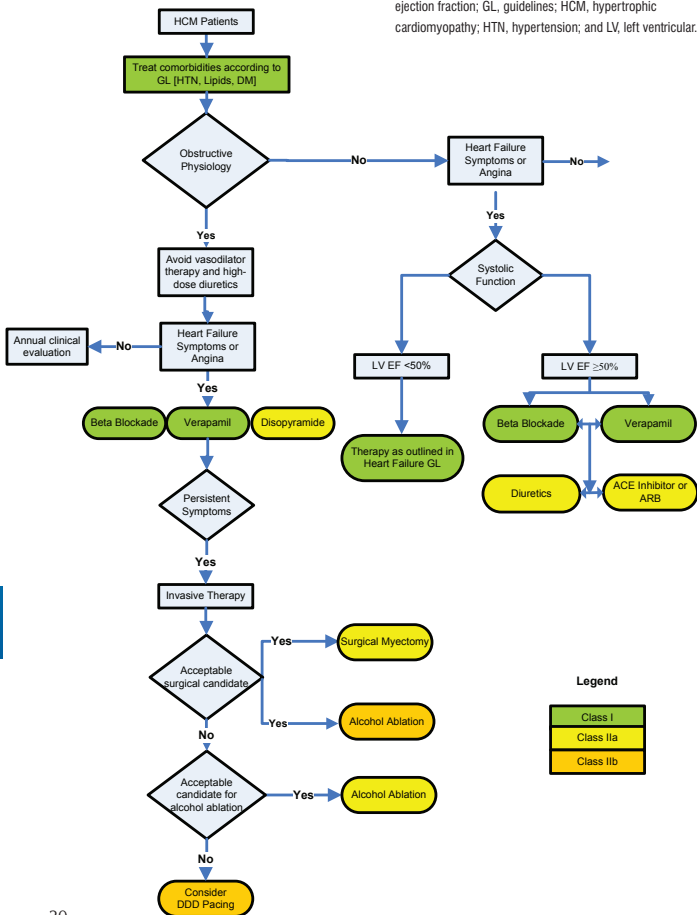 ejection fraction; GL, guidelines; HCM, hypertrophic
cardiomyopathy; HTN, hypertension; and LV, left ventricular.
HCM Patients
Treat comorbidities according to
GL [HTN, Lipids, DM]
Obstructive
Physiology
No
Heart Failure
Symptoms or
Angina
No
Yes
Yes
Avoid vasodilator
therapy and high-
dose diuretics
Systolic
Function
Annual clinical
evaluation
No
Heart Failure
Symptoms or
Angina
LV EF <50%
LV EF ≥50%
Yes
Beta Blockade
Verapamil
Disopyramide
Beta Blockade
Verapamil
Therapy as outlined in
Heart Failure GL
Persistent
Symptoms
Diuretics
ACE Inhibitor or
ARB
Yes
Invasive Therapy
Acceptable
surgical candidate
Yes
Surgical Myectomy
Yes
Alcohol Ablation
No
Legend
Class I
Class IIa
Class IIb
Acceptable
candidate for
alcohol ablation
Yes
Alcohol Ablation
No
Consider
DDD Pacing